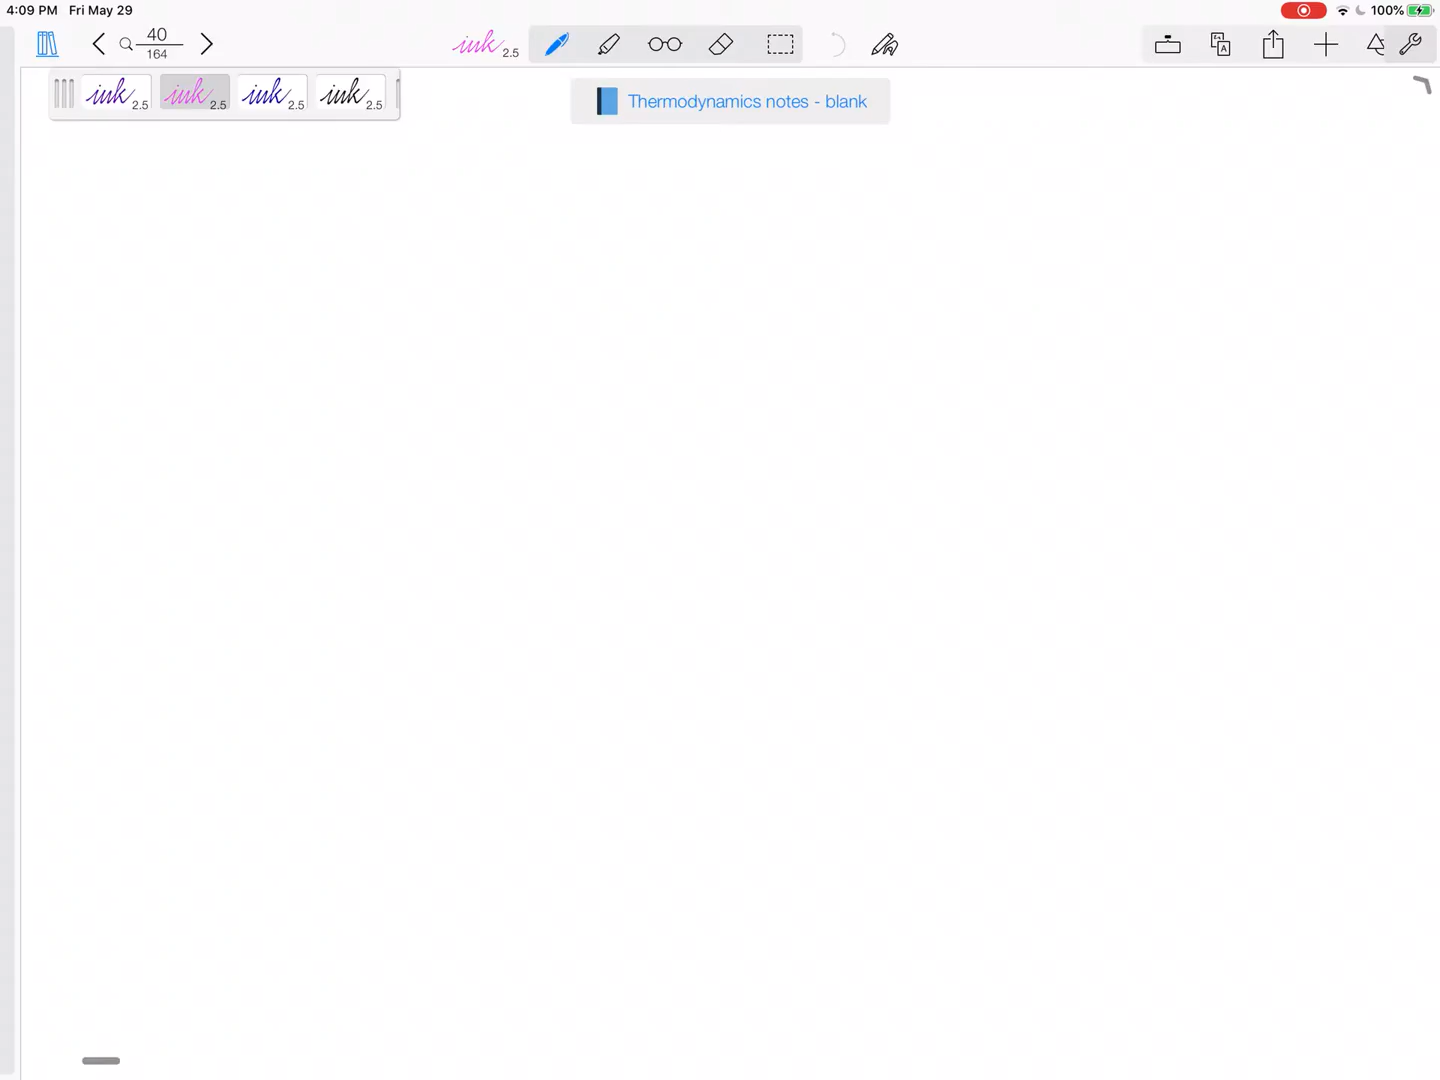 4:09 PM Fri May 29 100%
40
164
ink 2.5
ink 2.5 ink 2.5 ink 2.5 ink 2.5
Thermodynamics notes - blank